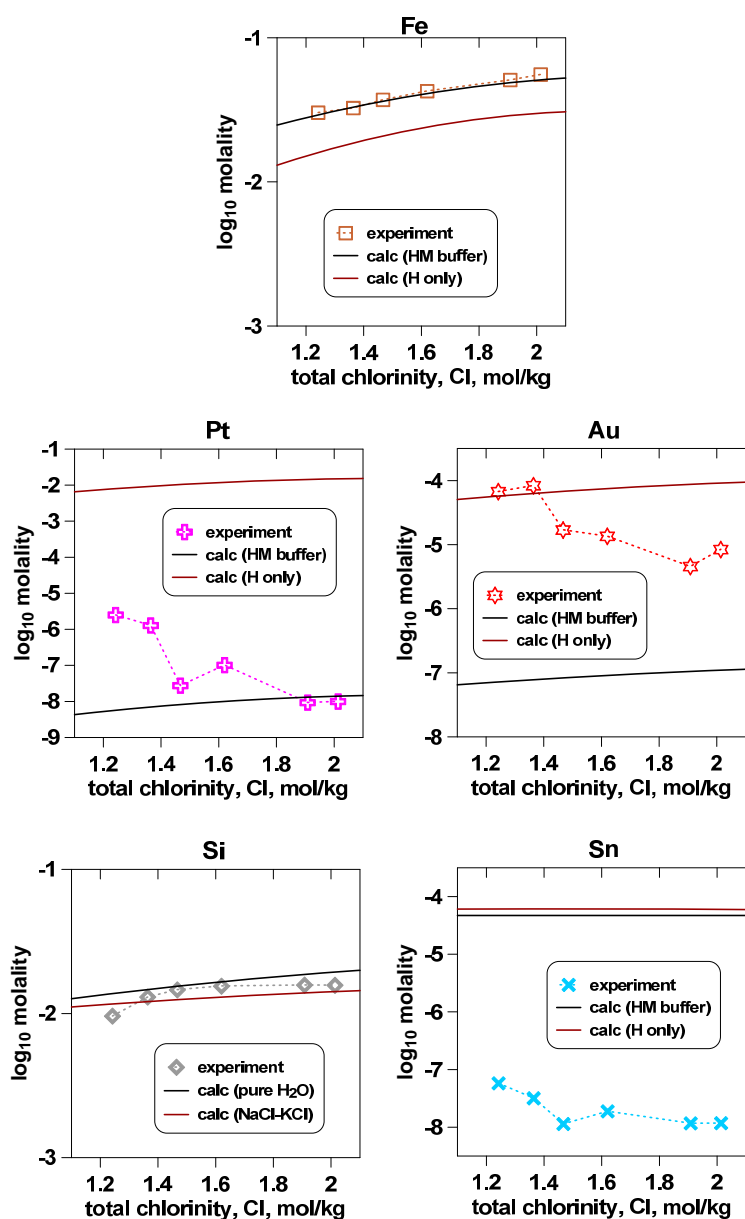 Fe
-1
-2
-3
log10 molality
experiment
calc (HM buffer)
calc (H only)
1.2 1.4 1.6 1.8 2
total chlorinity, Cl, mol/kg
Pt
-1
-2
-3
-4
-5
-6
-7
-8
-9
log10 molality
experiment
calc (HM buffer)
calc (H only)
1.2 1.4 1.6 1.8 2
total chlorinity, Cl, mol/kg
Au
-4
-5
-6
-7
-8
log10 molality
experiment
calc (HM buffer)
calc (H only)
1.2 1.4 1.6 1.8 2
total chlorinity, Cl, mol/kg
Si
-1
-2
-3
log10 molality
experiment
calc (pure H2O)
calc (NaCl-KCl)
1.2 1.4 1.6 1.8 2
total chlorinity, Cl, mol/kg
Sn
-4
-5
-6
-7
-8
log10 molality
experiment
calc (HM buffer)
calc (H only)
1.2 1.4 1.6 1.8 2
total chlorinity, Cl, mol/kg